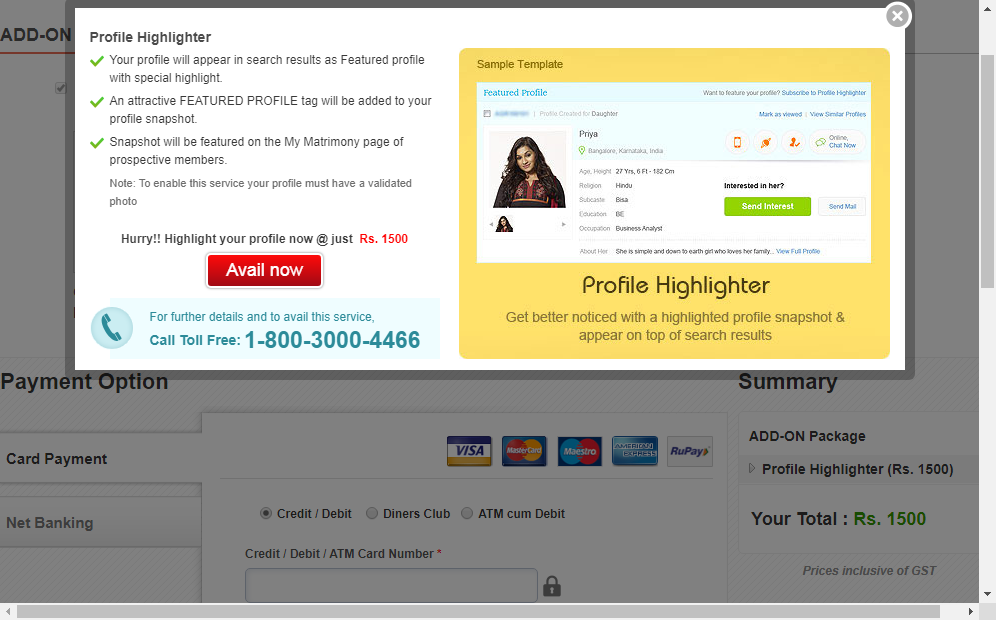 ADD-ON
Profile Highlighter
Your profile will appear in search results as Featured profile
with special highlight.
An attractive FEATURED PROFILE tag will be added to your
profile snapshot.
Snapshot will be featured on the My Matrimony page of
prospective members.
Note: To enable this service your profile must have a validated
photo
Hurry!! Highlight your profile now @ just Rs. 1500
Avail now
For further details and to avail this service,
Call Toll Free: 1-800-3000-4466
Sample Template
Featured Profile
Want to feature your profile? Subscribe to Profile Highlighter
| Profile Created for Daughter
Mark as viewed | View Similar Profiles
Priya
Bangalore, Karnataka, India
Online,
Chat Now
Age, Height 27 Yrs, 6 Ft - 182 Cm
Religion Hindu
Subcaste Bisa
Education BE
Occupation Business Analyst
Interested in her?
Send Interest
Send Mail
About Her She is simple and down to earth girl who loves her family... View Full Profile
Profile Highlighter
Get better noticed with a highlighted profile snapshot &
appear on top of search results
Payment Option
Card Payment
Net Banking
VISA
MasterCard
Maestro
AMERICAN EXPRESS
RuPay
Credit / Debit
Diners Club
ATM cum Debit
Credit / Debit / ATM Card Number *
Summary
ADD-ON Package
Profile Highlighter (Rs. 1500)
Your Total : Rs. 1500
Prices inclusive of GST